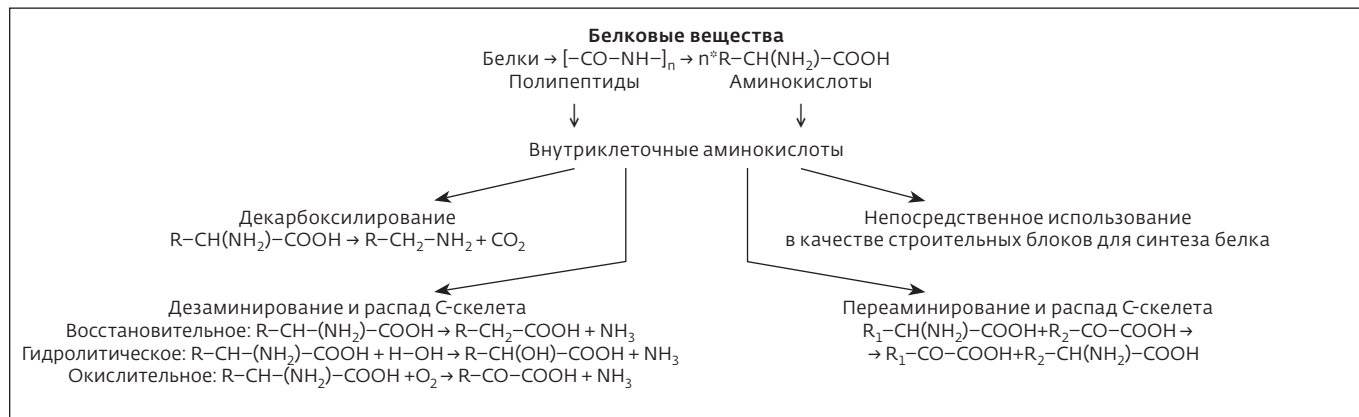 Белковые вещества
Белки → [–CO–NH–]ₙ → n*R–CH(NH₂)–COOH
Полипептиды Аминокислоты
Внутриклеточные аминокислоты
Декарбоксилирование
R–CH(NH₂)–COOH → R–CH₂–NH₂ + CO₂
Непосредственное использование
в качестве строительных блоков для синтеза белка
Дезаминирование и распад С-скелета
Восстановительное: R–CH–(NH₂)–COOH → R–CH₂–COOH + NH₃
Гидролитическое: R–CH–(NH₂)–COOH + H–OH → R–CH(OH)–COOH + NH₃
Окислительное: R–CH–(NH₂)–COOH +O₂ → R–CO–COOH + NH₃
Переаминирование и распад С-скелета
R₁–CH(NH₂)–COOH+R₂–CO–COOH →
→ R₁–CO–COOH+R₂–CH(NH₂)–COOH